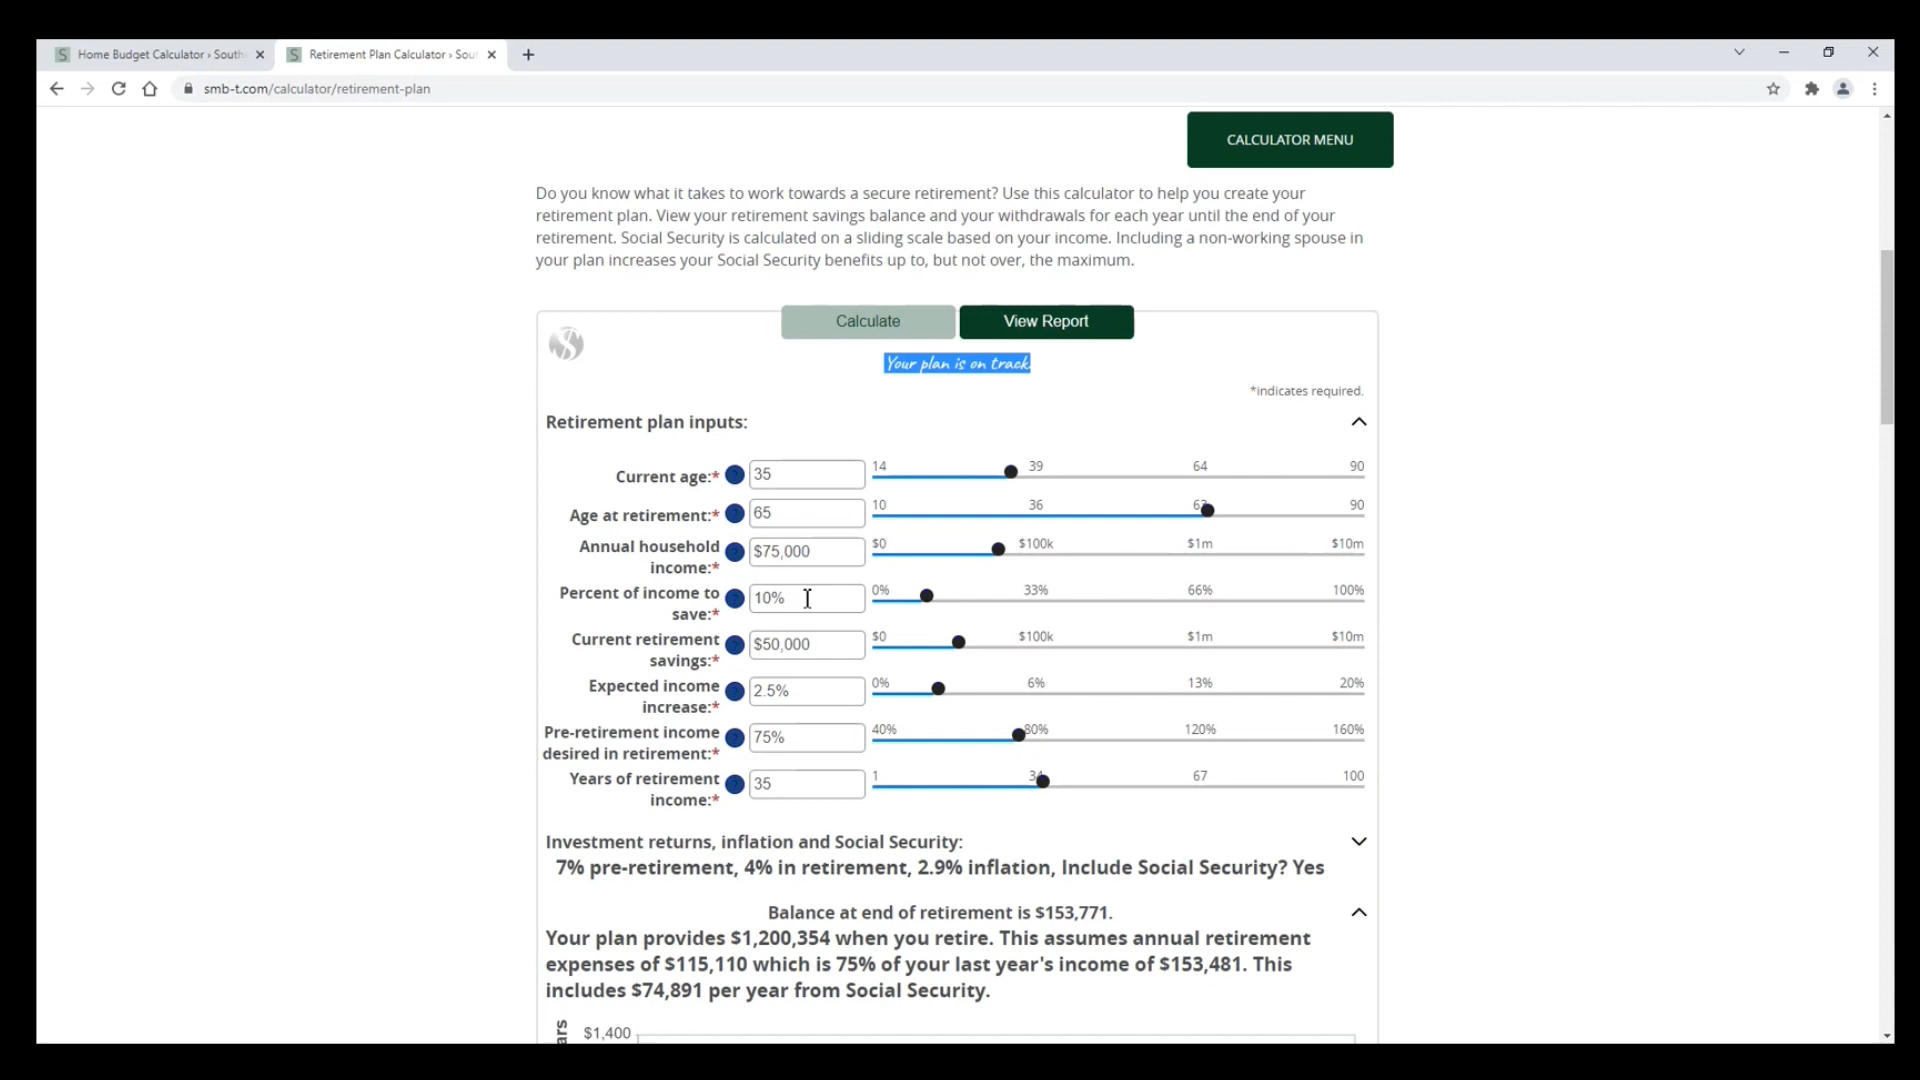 Home Budget Calculator › South
Retirement Plan Calculator › Sou
smb-t.com/calculator/retirement-plan
CALCULATOR MENU
Do you know what it takes to work towards a secure retirement? Use this calculator to help you create your
retirement plan. View your retirement savings balance and your withdrawals for each year until the end of your
retirement. Social Security is calculated on a sliding scale based on your income. Including a non-working spouse in
your plan increases your Social Security benefits up to, but not over, the maximum.
Calculate View Report
Your plan is on track.
*indicates required.
Retirement plan inputs:
Current age:* ? 35 14 39 64 90
Age at retirement:* ? 65 10 36 63 90
Annual household
income:* ? $75,000 $0 $100k $1m $10m
Percent of income to
save:* ? 10% 0% 33% 66% 100%
Current retirement
savings:* ? $50,000 $0 $100k $1m $10m
Expected income
increase:* ? 2.5% 0% 6% 13% 20%
Pre-retirement income
desired in retirement:* ? 75% 40% 80% 120% 160%
Years of retirement
income:* ? 35 1 34 67 100
Investment returns, inflation and Social Security:
7% pre-retirement, 4% in retirement, 2.9% inflation, Include Social Security? Yes
Balance at end of retirement is $153,771.
Your plan provides $1,200,354 when you retire. This assumes annual retirement
expenses of $115,110 which is 75% of your last year's income of $153,481. This
includes $74,891 per year from Social Security.
$1,400